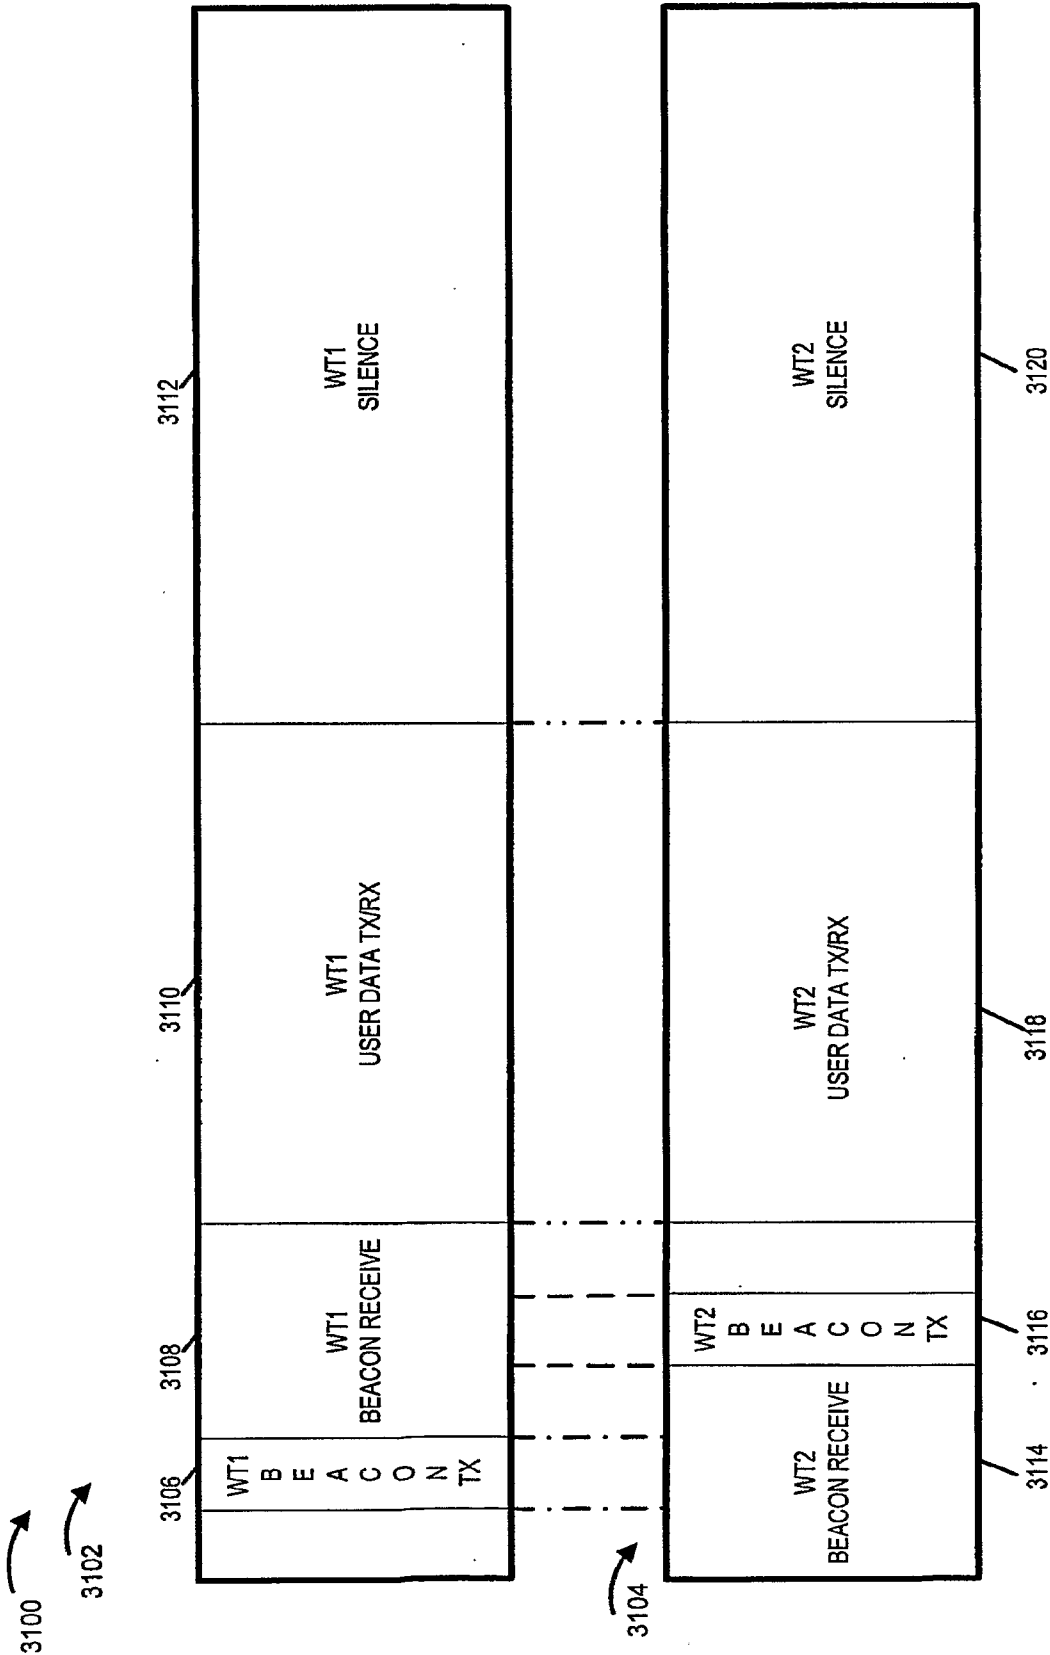 3100
3102
3106
3108
3110
3112
WT1
B
E
A
C
O
N
TX
WT1
BEACON RECEIVE
WT1
USER DATA TX/RX
WT1
SILENCE
3104
WT2
BEACON RECEIVE
WT2
B
E
A
C
O
N
TX
WT2
USER DATA TX/RX
WT2
SILENCE
3114
3116
3118
3120